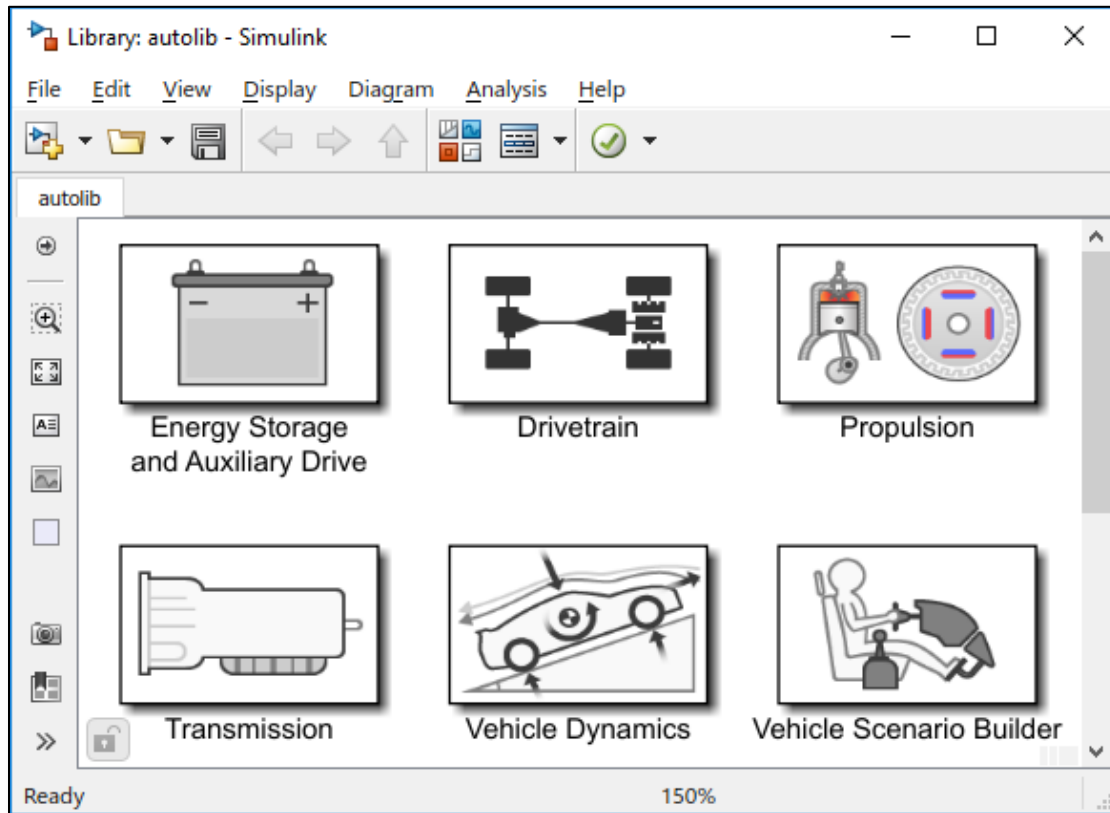 Library: autolib - Simulink
File Edit View Display Diagram Analysis Help
autolib
Energy Storage
and Auxiliary Drive
Drivetrain
Propulsion
Transmission
Vehicle Dynamics
Vehicle Scenario Builder
Ready
150%